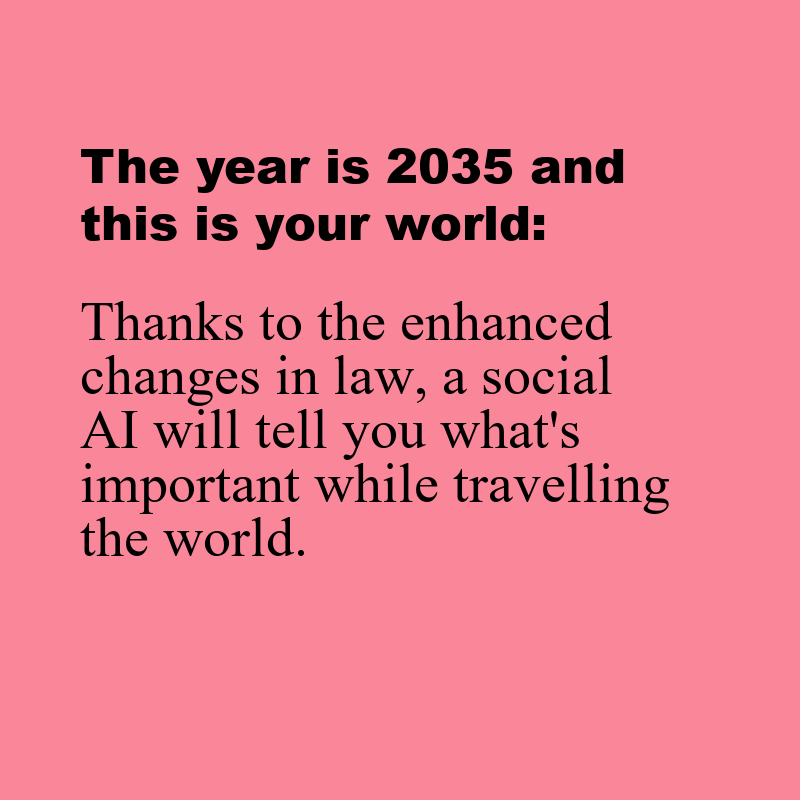 The year is 2035 and
this is your world:
Thanks to the enhanced
changes in law, a social
AI will tell you what's
important while travelling
the world.